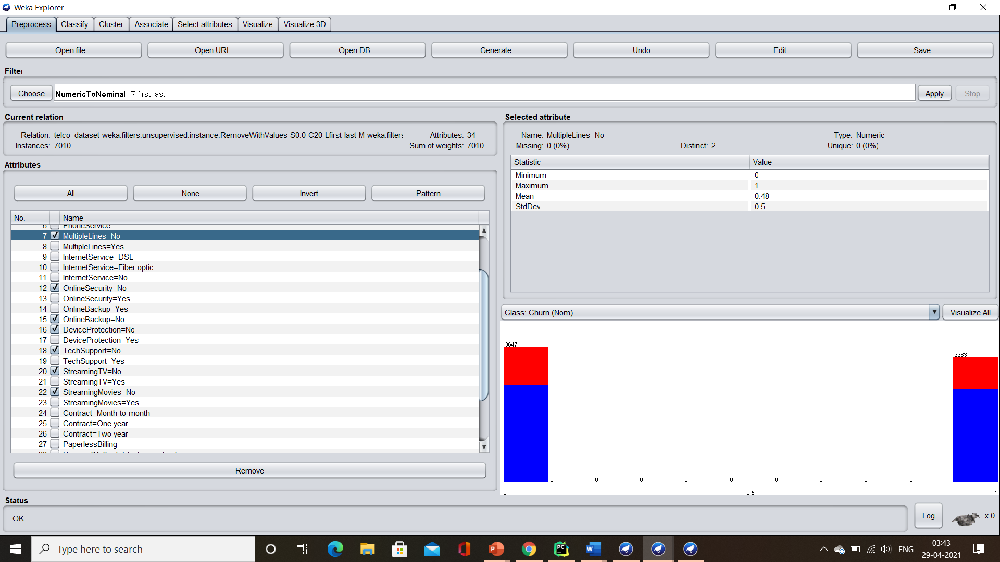 Weka Explorer
Preprocess Classify Cluster Associate Select attributes Visualize Visualize 3D
Open file... Open URL... Open DB... Generate... Undo Edit... Save...
Filter
Choose NumericToNominal -R first-last Apply Stop
Current relation
Relation: telco_dataset-weka.filters.unsupervised.instance.RemoveWithValues-S0.0-C20-Lfirst-last-M-weka.filters Attributes: 34
Instances: 7010 Sum of weights: 7010
Attributes
All None Invert Pattern
No. Name
6 PhoneService
7 MultipleLines=No
8 MultipleLines=Yes
9 InternetService=DSL
10 InternetService=Fiber optic
11 InternetService=No
12 OnlineSecurity=No
13 OnlineSecurity=Yes
14 OnlineBackup=Yes
15 OnlineBackup=No
16 DeviceProtection=No
17 DeviceProtection=Yes
18 TechSupport=No
19 TechSupport=Yes
20 StreamingTV=No
21 StreamingTV=Yes
22 StreamingMovies=No
23 StreamingMovies=Yes
24 Contract=Month-to-month
25 Contract=One year
26 Contract=Two year
27 PaperlessBilling
Remove
Selected attribute
Name: MultipleLines=No Type: Numeric
Missing: 0 (0%) Distinct: 2 Unique: 0 (0%)
Statistic Value
Minimum 0
Maximum 1
Mean 0.48
StdDev 0.5
Class: Churn (Nom) Visualize All
3647 3363
0 0 0 0 0 0 0 0 0
0 0.5 1
Status
OK
Log x 0
Type here to search
P
PC
W
ENG
03:43
29-04-2021